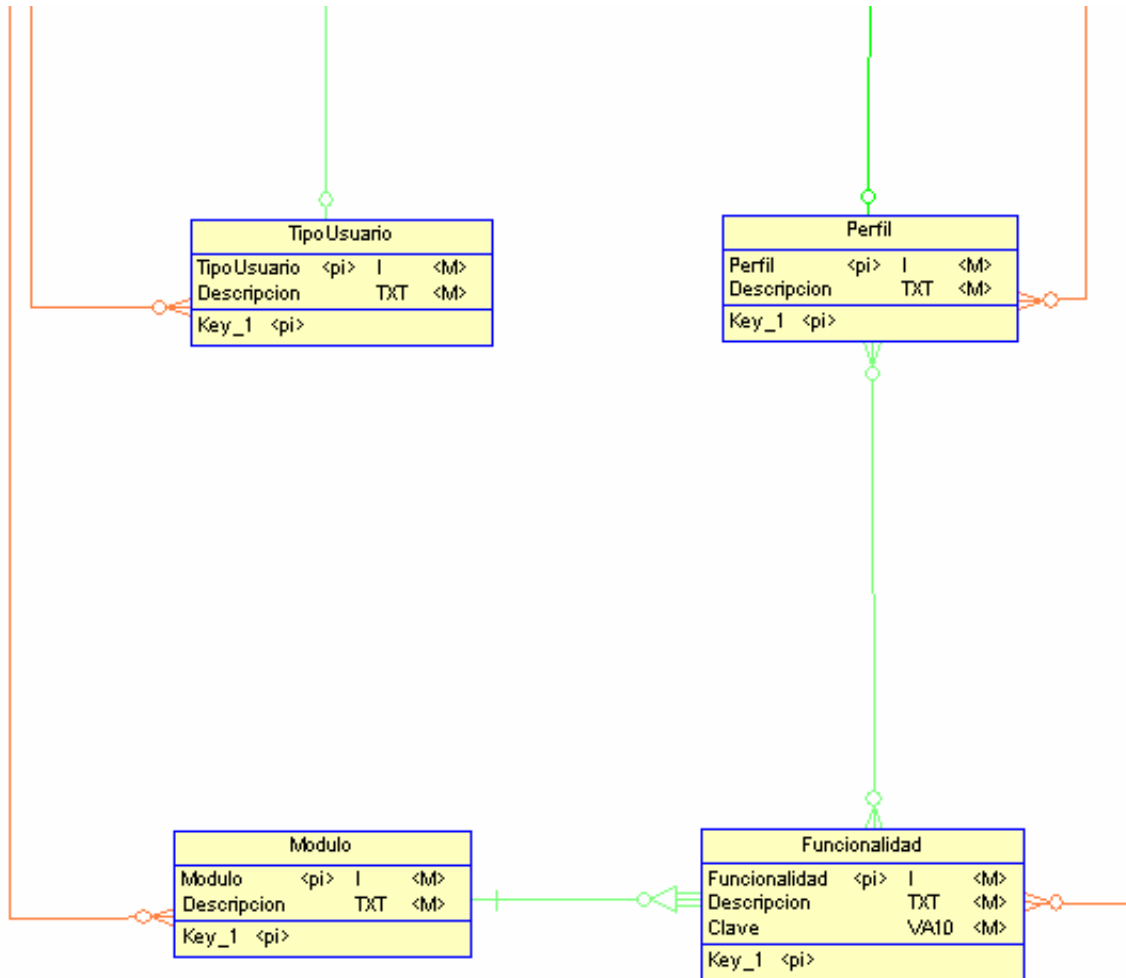 TipoUsuario
TipoUsuario <pi> I <M>
Descripcion TXT <M>
Key_1 <pi>
Perfil
Perfil <pi> I <M>
Descripcion TXT <M>
Key_1 <pi>
Modulo
Modulo <pi> I <M>
Descripcion TXT <M>
Key_1 <pi>
Funcionalidad
Funcionalidad <pi> I <M>
Descripcion TXT <M>
Clave VA10 <M>
Key_1 <pi>